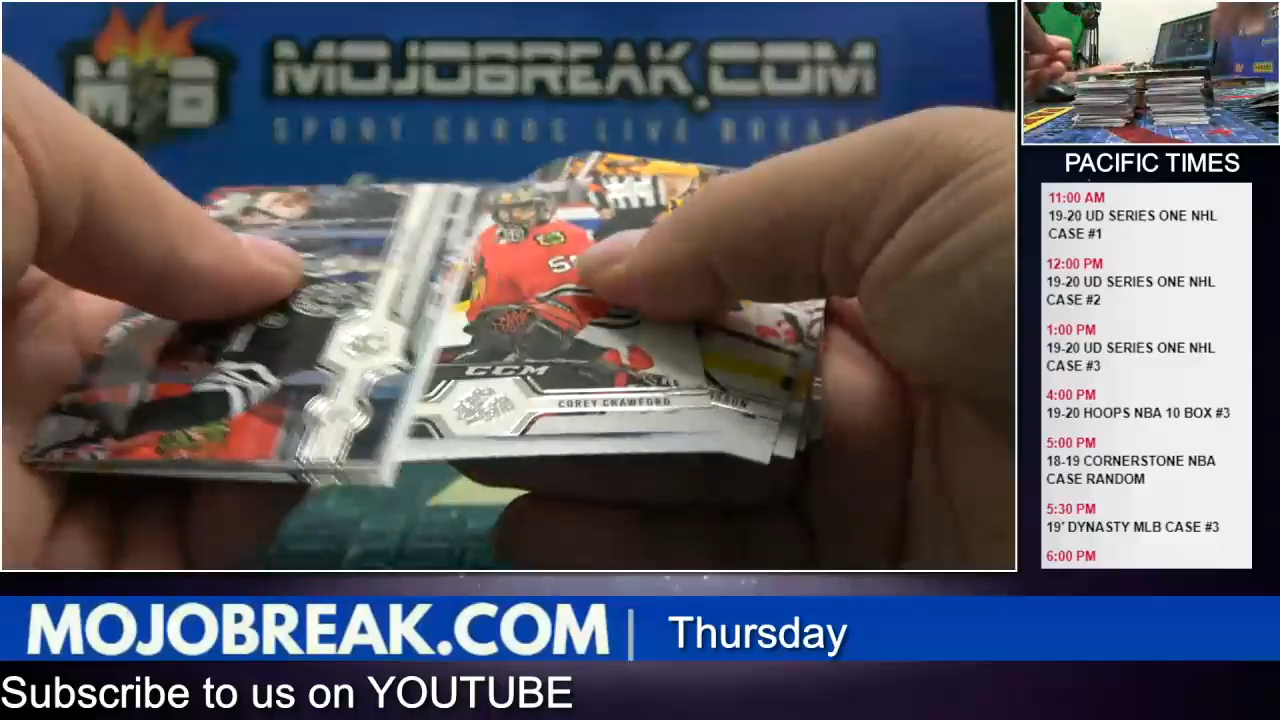 MOJOBREAK.COM
SPORT CARDS LIVE BREAKS
CCM
COREY CRAWFORD
PACIFIC TIMES
11:00 AM
19-20 UD SERIES ONE NHL
CASE #1
12:00 PM
19-20 UD SERIES ONE NHL
CASE #2
1:00 PM
19-20 UD SERIES ONE NHL
CASE #3
4:00 PM
19-20 HOOPS NBA 10 BOX #3
5:00 PM
18-19 CORNERSTONE NBA
CASE RANDOM
5:30 PM
19' DYNASTY MLB CASE #3
6:00 PM
MOJOBREAK.COM | Thursday
Subscribe to us on YOUTUBE